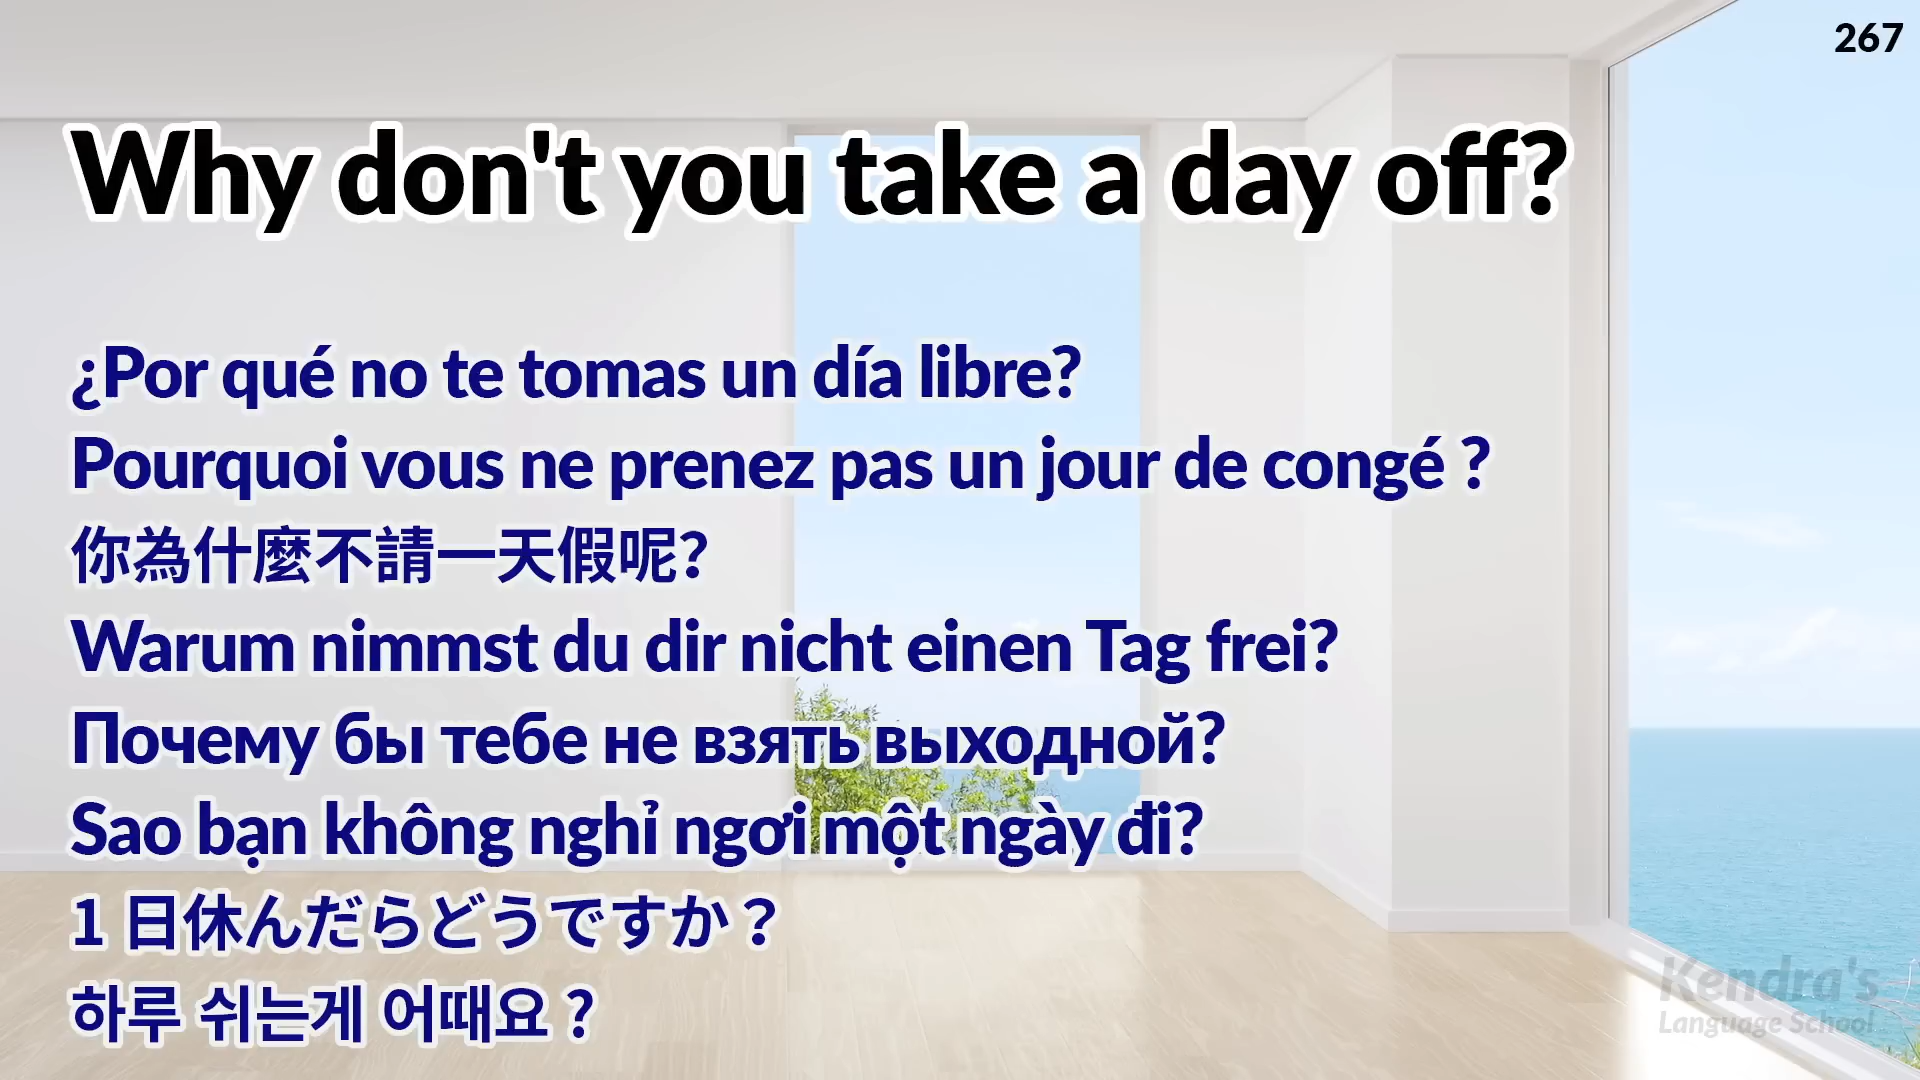 267
Why don't you take a day off?
¿Por qué no te tomas un día libre?
Pourquoi vous ne prenez pas un jour de congé ?
你為什麼不請一天假呢?
Warum nimmst du dir nicht einen Tag frei?
Почему бы тебе не взять выходной?
Sao bạn không nghỉ ngơi một ngày đi?
1 日休んだらどうですか？
하루 쉬는게 어때요 ?
Kendra's
Language School